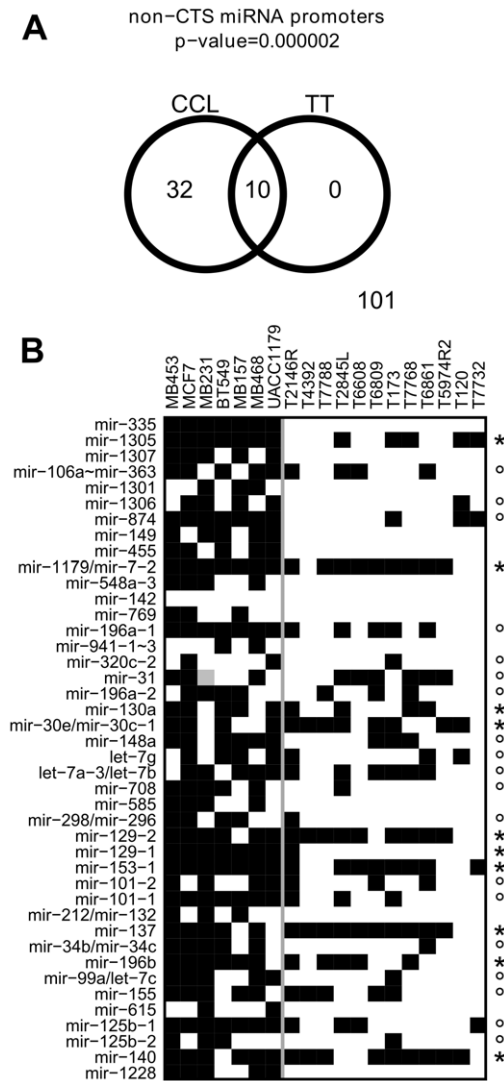 A
non-CTS miRNA promoters
p-value=0.000002
CCL
TT
32
10
0
101
B
MB453
MCF7
MB231
BT549
MB157
MB468
UACC1179
T2146R
T4392
T7788
T2845L
T6608
T6809
T173
T7768
T6861
T5974R2
T120
T7732
mir-335
mir-1305 *
mir-1307
mir-106a~mir-363 °
mir-1301
mir-1306 °
mir-874 °
mir-149
mir-455
mir-1179/mir-7-2 *
mir-548a-3
mir-142
mir-769
mir-196a-1 °
mir-941-1~3
mir-320c-2 °
mir-31 °
mir-196a-2 °
mir-130a *
mir-30e/mir-30c-1 *
mir-148a °
let-7g °
let-7a-3/let-7b °
mir-708 °
mir-585
mir-298/mir-296 °
mir-129-2 *
mir-129-1 *
mir-153-1 *
mir-101-2 °
mir-101-1 °
mir-212/mir-132
mir-137 *
mir-34b/mir-34c °
mir-196b *
mir-99a/let-7c °
mir-155 °
mir-615
mir-125b-1 °
mir-125b-2 °
mir-140 *
mir-1228